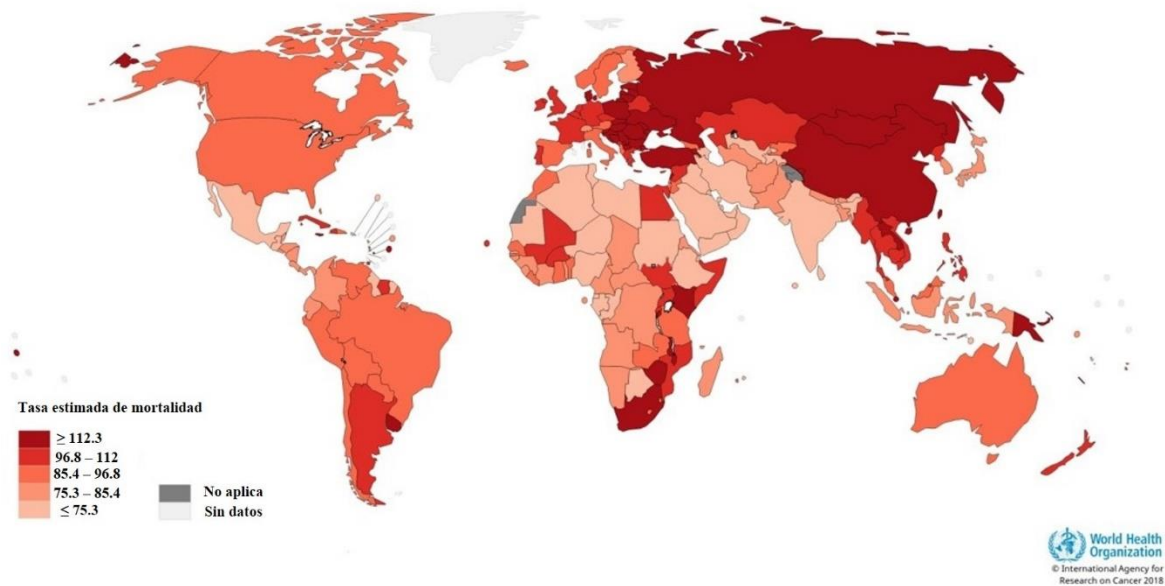 Tasa estimada de mortalidad
≥ 112.3
96.8 – 112
85.4 – 96.8
75.3 – 85.4
≤ 75.3
No aplica
Sin datos
World Health
Organization
© International Agency for
Research on Cancer 2018